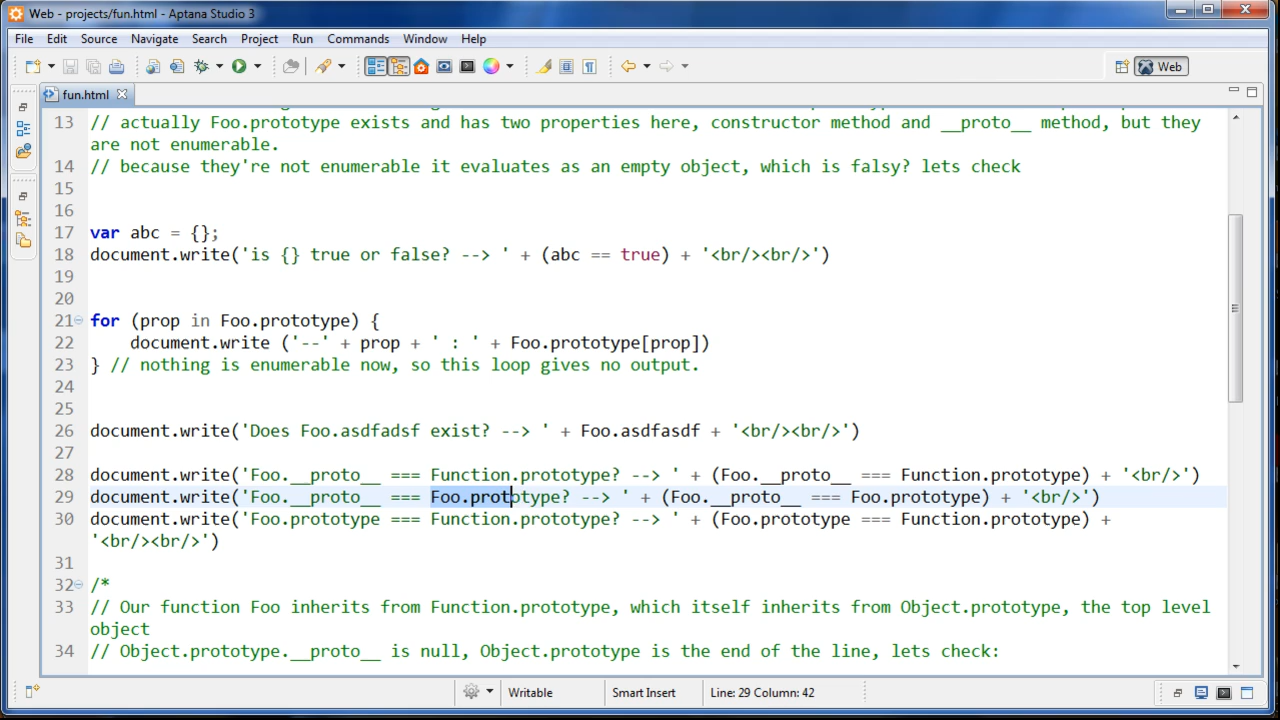 Web - projects/fun.html - Aptana Studio 3
File Edit Source Navigate Search Project Run Commands Window Help
Web
fun.html
13 // actually Foo.prototype exists and has two properties here, constructor method and __proto__ method, but they
are not enumerable.
14 // because they're not enumerable it evaluates as an empty object, which is falsy? lets check
15
16
17 var abc = {};
18 document.write('is {} true or false? --> ' + (abc == true) + '<br/><br/>')
19
20
21 for (prop in Foo.prototype) {
22 document.write ('--' + prop + ' : ' + Foo.prototype[prop])
23 } // nothing is enumerable now, so this loop gives no output.
24
25
26 document.write('Does Foo.asdfadsf exist? --> ' + Foo.asdfasdf + '<br/><br/>')
27
28 document.write('Foo.__proto__ === Function.prototype? --> ' + (Foo.__proto__ === Function.prototype) + '<br/>')
29 document.write('Foo.__proto__ === Foo.prototype? --> ' + (Foo.__proto__ === Foo.prototype) + '<br/>')
30 document.write('Foo.prototype === Function.prototype? --> ' + (Foo.prototype === Function.prototype) +
'<br/><br/>')
31
32 /*
33 // Our function Foo inherits from Function.prototype, which itself inherits from Object.prototype, the top level
object
34 // Object.prototype.__proto__ is null, Object.prototype is the end of the line, lets check:
Writable Smart Insert Line: 29 Column: 42